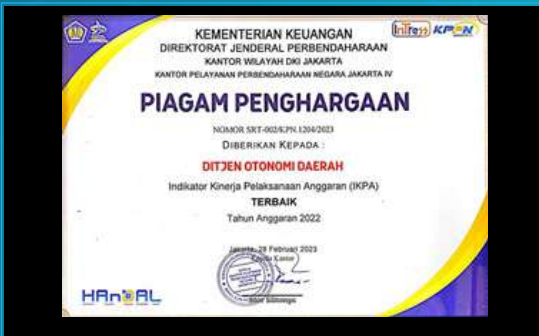 InTress KPPN
KEMENTERIAN KEUANGAN
DIREKTORAT JENDERAL PERBENDAHARAAN
KANTOR WILAYAH DKI JAKARTA
KANTOR PELAYANAN PERBENDAHARAAN NEGARA JAKARTA IV
PIAGAM PENGHARGAAN
NOMOR SRT-002/KPN.1204/2023
DIBERIKAN KEPADA :
DITJEN OTONOMI DAERAH
Indikator Kinerja Pelaksanaan Anggaran (IKPA)
TERBAIK
Tahun Anggaran 2022
Jakarta, 28 Februari 2023
Kepala Kantor
HAnDAL